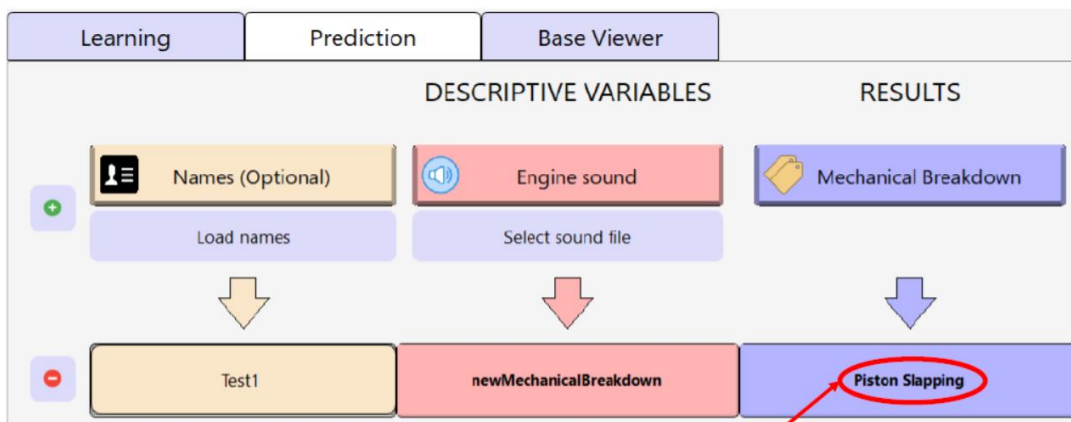 Learning
Prediction
Base Viewer
DESCRIPTIVE VARIABLES
RESULTS
Names (Optional)
Engine sound
Mechanical Breakdown
Load names
Select sound file
Test1
newMechanicalBreakdown
Piston Slapping